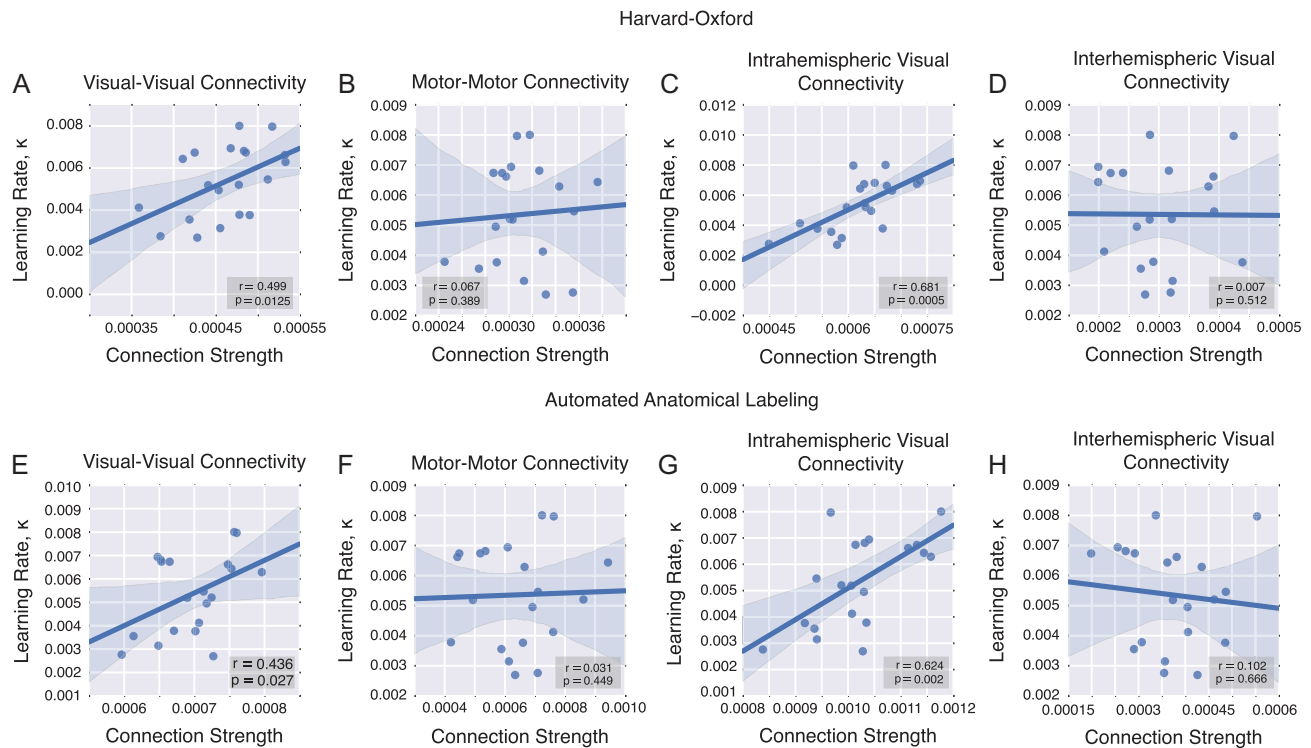 Harvard-Oxford
A
Visual-Visual Connectivity
0.008
0.006
0.004
0.002
0.000
Learning Rate, κ
r = 0.499
p = 0.0125
0.00035
0.00045
0.00055
Connection Strength
B
Motor-Motor Connectivity
0.009
0.008
0.007
0.006
0.005
0.004
0.003
0.002
Learning Rate, κ
r = 0.067
p = 0.389
0.00024
0.00030
0.00036
Connection Strength
C
Intrahemispheric Visual
Connectivity
0.012
0.010
0.008
0.006
0.004
0.002
0.000
−0.002
Learning Rate, κ
r = 0.681
p = 0.0005
0.00045
0.0006
0.00075
Connection Strength
D
Interhemispheric Visual
Connectivity
0.009
0.008
0.007
0.006
0.005
0.004
0.003
0.002
Learning Rate, κ
r = 0.007
p = 0.512
0.0002
0.0003
0.0004
0.0005
Connection Strength
Automated Anatomical Labeling
E
Visual-Visual Connectivity
0.010
0.009
0.008
0.007
0.006
0.005
0.004
0.003
0.002
0.001
Learning Rate, κ
r = 0.436
p = 0.027
0.0006
0.0007
0.0008
Connection Strength
F
Motor-Motor Connectivity
0.009
0.008
0.007
0.006
0.005
0.004
0.003
0.002
Learning Rate, κ
r = 0.031
p = 0.449
0.0004
0.0006
0.0008
0.0010
Connection Strength
G
Intrahemispheric Visual
Connectivity
0.009
0.008
0.007
0.006
0.005
0.004
0.003
0.002
0.001
Learning Rate, κ
r = 0.624
p = 0.002
0.0008
0.0009
0.0010
0.0011
0.0012
Connection Strength
H
Interhemispheric Visual
Connectivity
0.009
0.008
0.007
0.006
0.005
0.004
0.003
0.002
Learning Rate, κ
r = 0.102
p = 0.666
0.00015
0.0003
0.00045
0.0006
Connection Strength